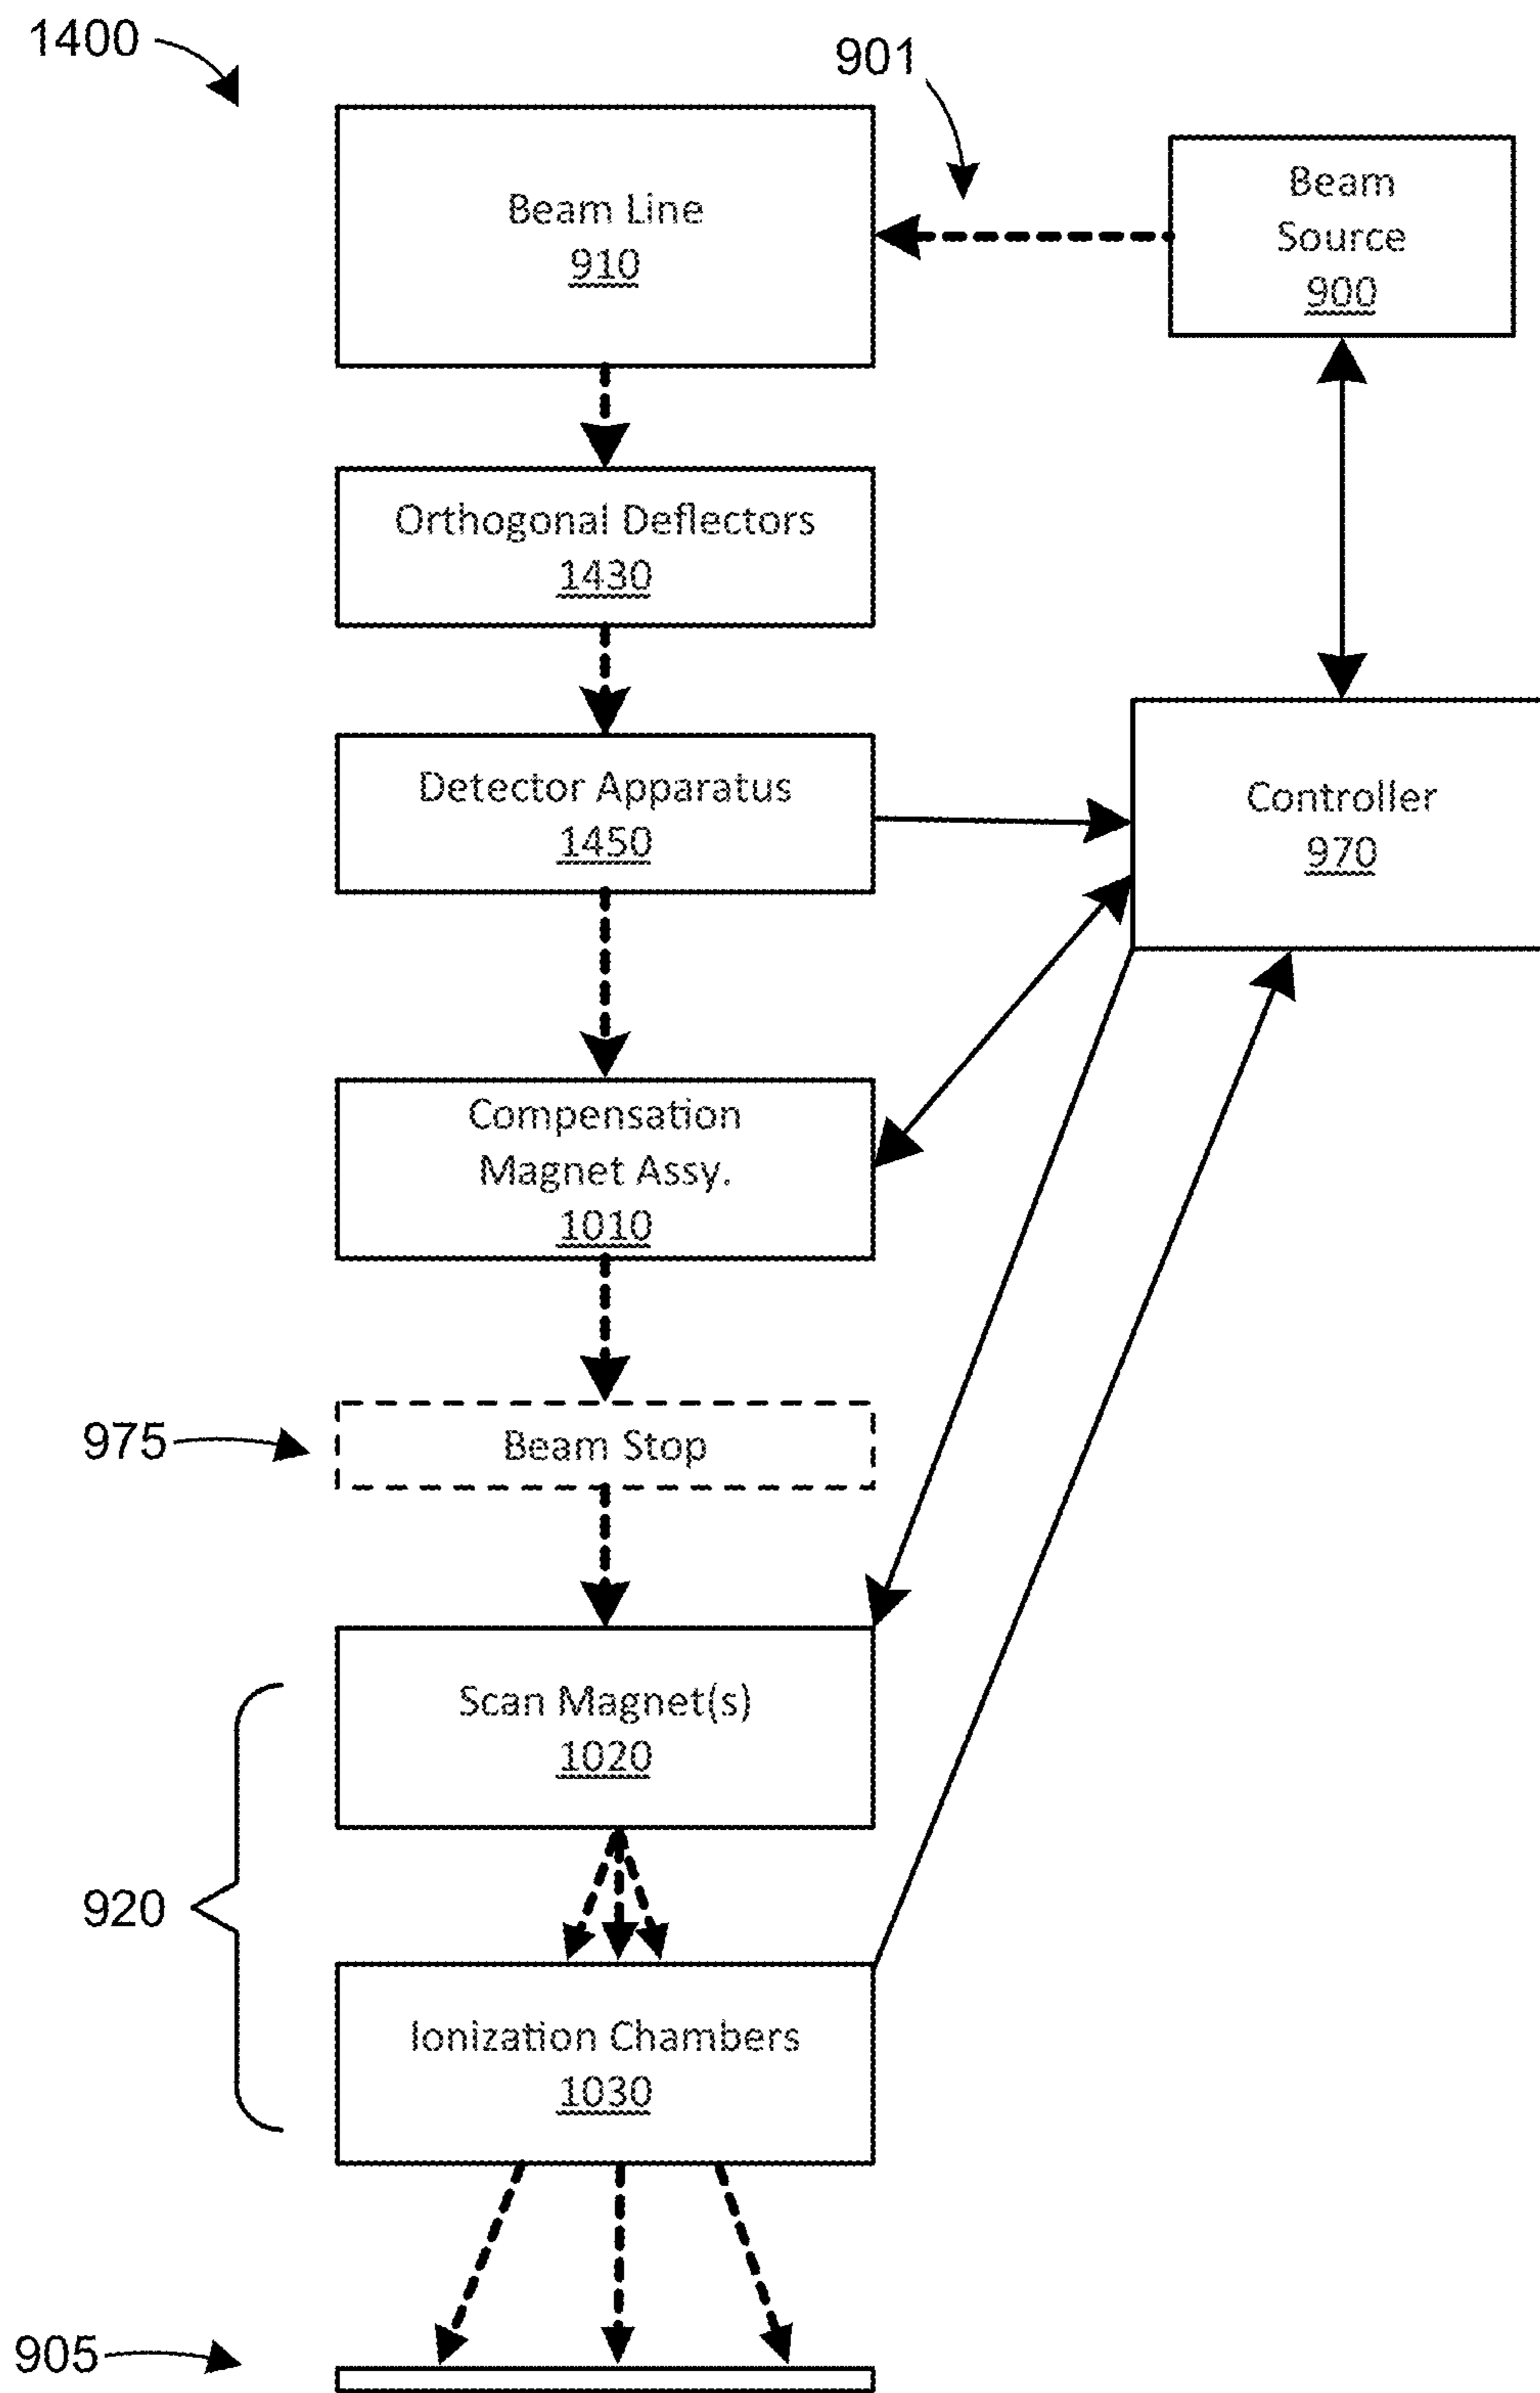 1400
901
Beam Line
910
Beam
Source
900
Orthogonal Deflectors
1430
Detector Apparatus
1450
Controller
970
Compensation
Magnet Assy.
1010
975
Beam Stop
Scan Magnet(s)
1020
920
Ionization Chambers
1030
905